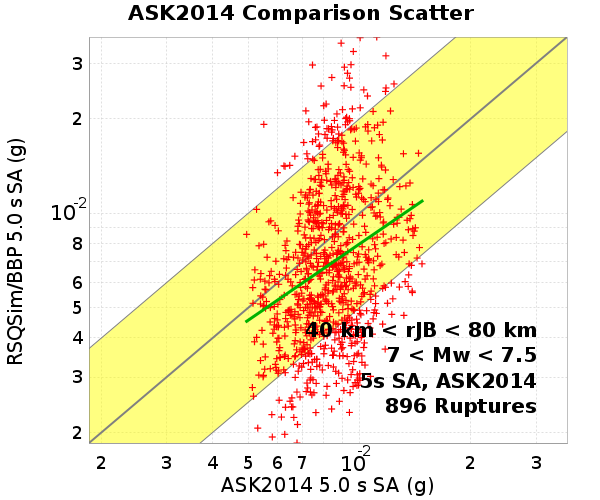 ASK2014 Comparison Scatter
RSQSim/BBP 5.0 s SA (g)
3
2
10-2
8
6
5
4
3
2
40 km < rJB < 80 km
7 < Mw < 7.5
5s SA, ASK2014
896 Ruptures
2 3 4 5 6 7 10-2 2 3
ASK2014 5.0 s SA (g)